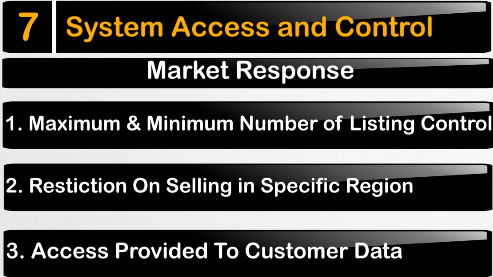 7 System Access and Control
Market Response
1. Maximum & Minimum Number of Listing Control
2. Restiction On Selling in Specific Region
3. Access Provided To Customer Data